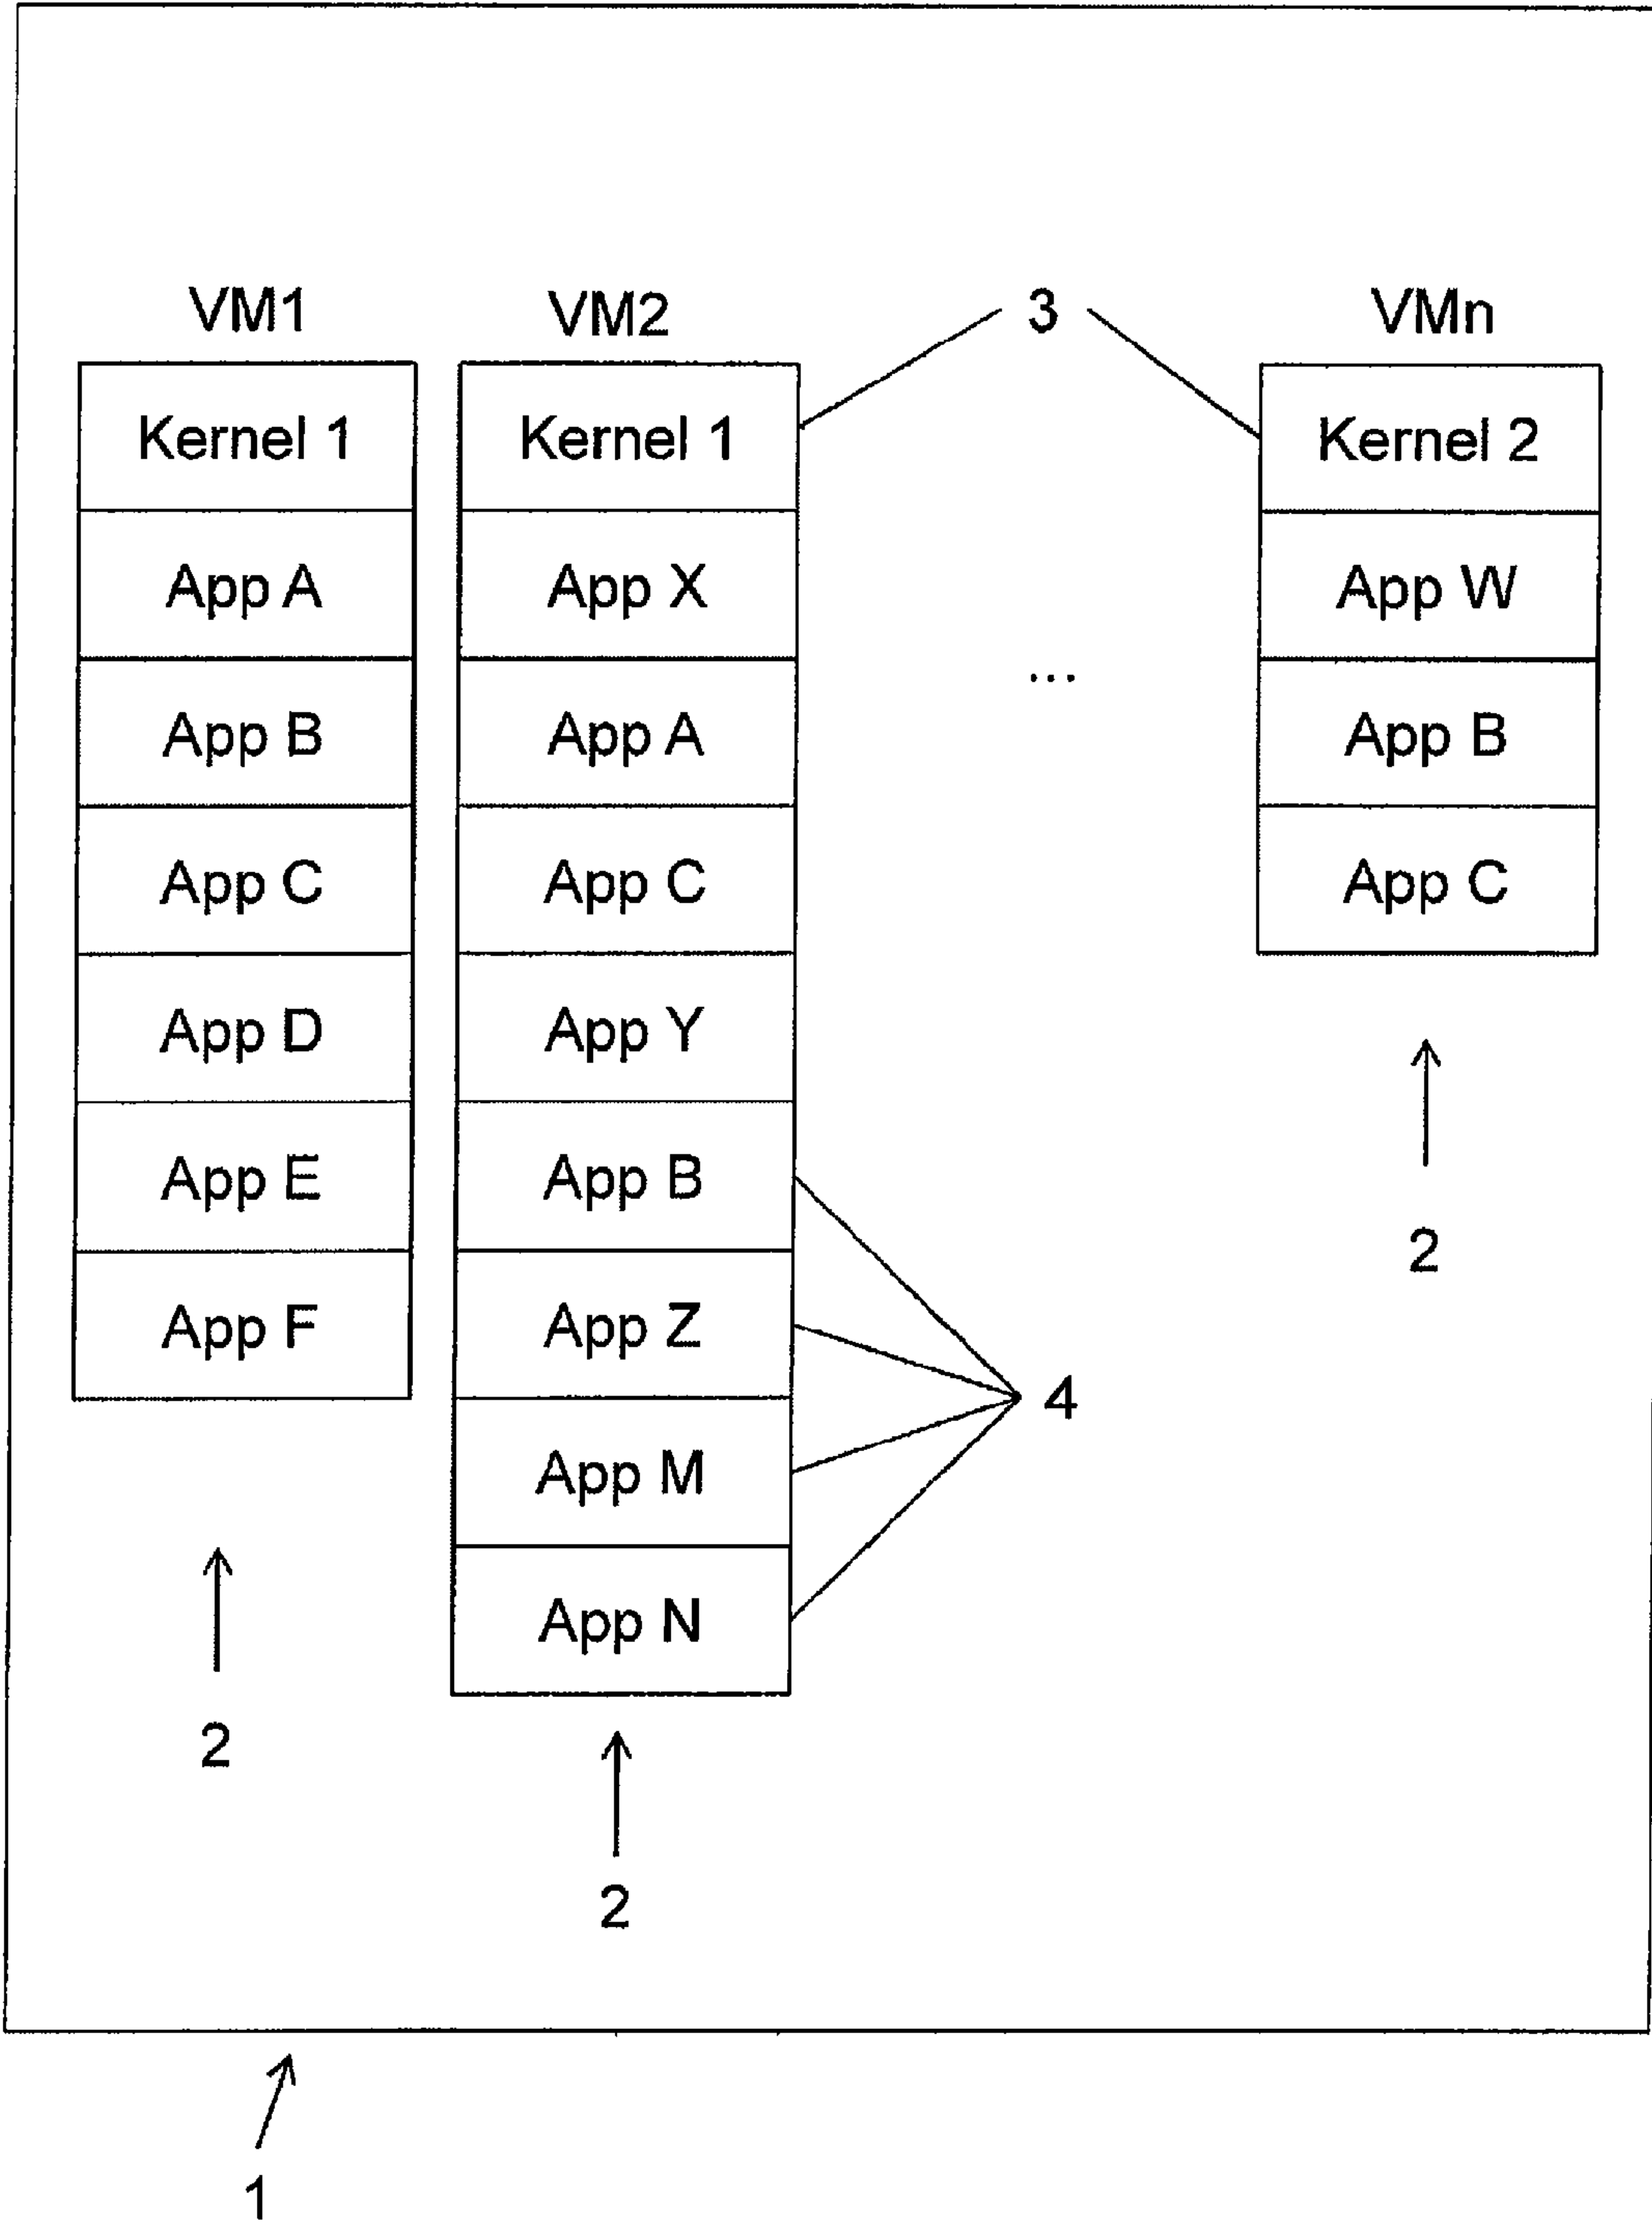 VM1
Kernel 1
App A
App B
App C
App D
App E
App F
2
VM2
Kernel 1
App X
App A
App C
App Y
App B
App Z
App M
App N
2
3
...
4
VMn
Kernel 2
App W
App B
App C
2
1